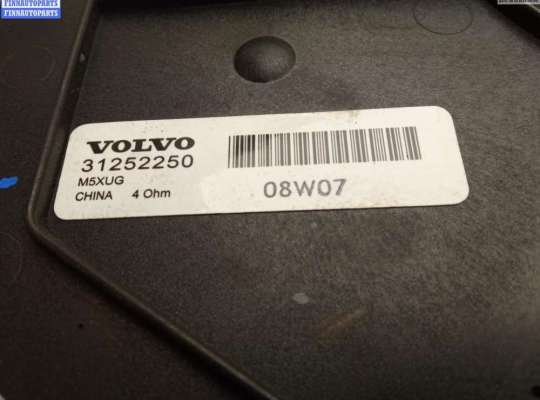 FINNAUTOPARTS
FINNAUTOPARTS
VOLVO
31252250
M5XUG
CHINA 4 Ohm
08W07